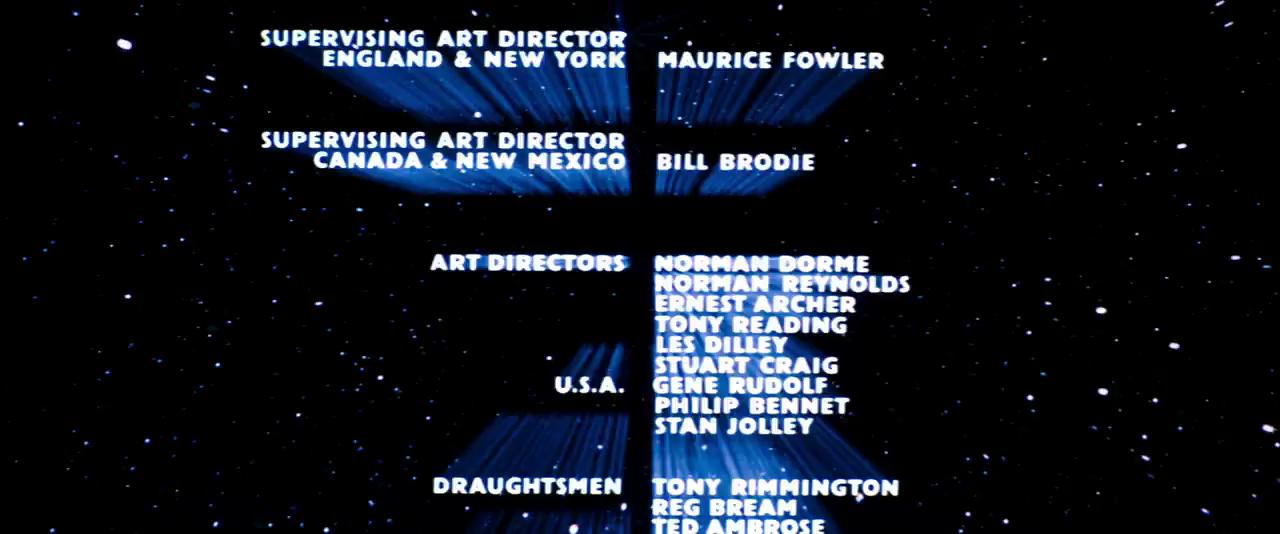 SUPERVISING ART DIRECTOR
ENGLAND & NEW YORK MAURICE FOWLER
SUPERVISING ART DIRECTOR
CANADA & NEW MEXICO BILL BRODIE
ART DIRECTORS NORMAN DORME
NORMAN REYNOLDS
ERNEST ARCHER
TONY READING
LES DILLEY
STUART CRAIG
U.S.A. GENE RUDOLF
PHILIP BENNET
STAN JOLLEY
DRAUGHTSMEN TONY RIMMINGTON
REG BREAM
TED AMBROSE